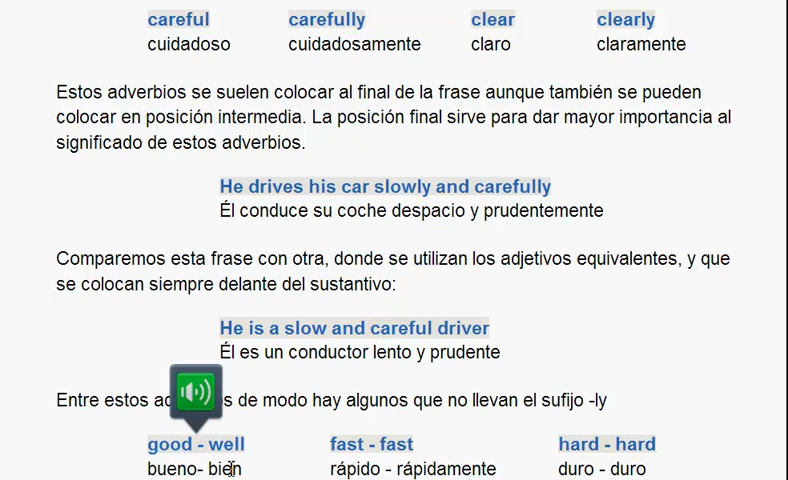 careful carefully clear clearly
cuidadoso cuidadosamente claro claramente
Estos adverbios se suelen colocar al final de la frase aunque también se pueden
colocar en posición intermedia. La posición final sirve para dar mayor importancia al
significado de estos adverbios.
He drives his car slowly and carefully
Él conduce su coche despacio y prudentemente
Comparemos esta frase con otra, donde se utilizan los adjetivos equivalentes, y que
se colocan siempre delante del sustantivo:
He is a slow and careful driver
Él es un conductor lento y prudente
Entre estos de modo hay algunos que no llevan el sufijo -ly
good - well fast - fast hard - hard
bueno- bien rápido - rápidamente duro - duro